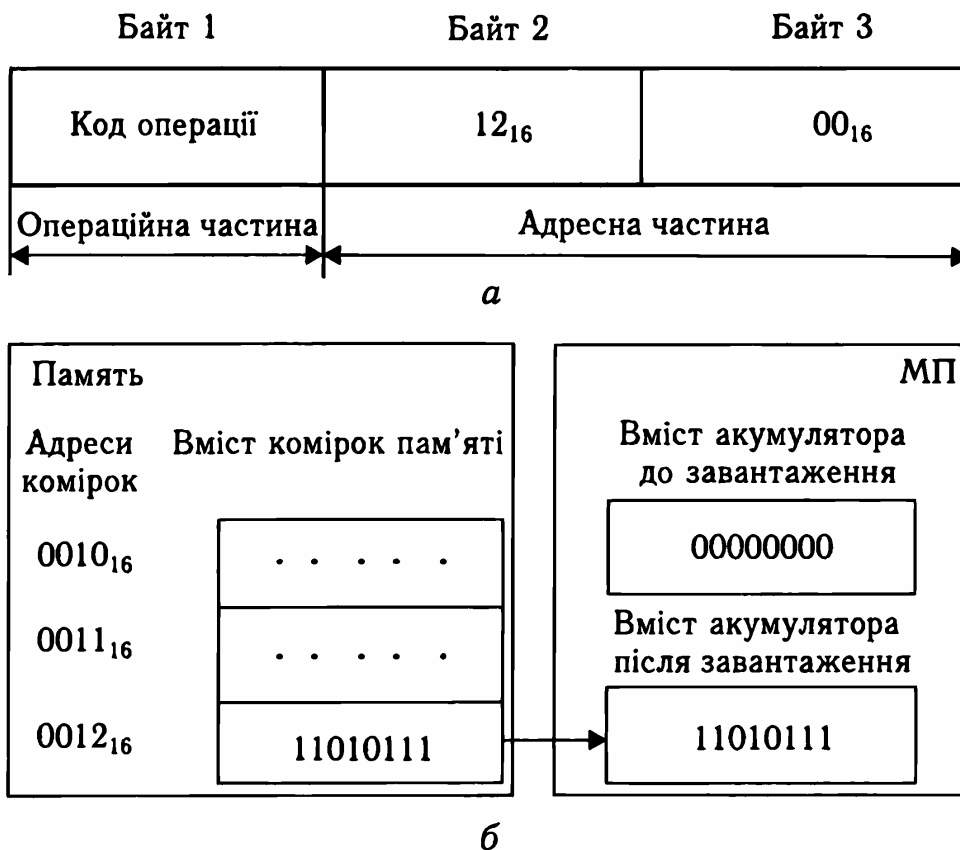 Байт 1 Байт 2 Байт 3
Код операції 12₁₆ 00₁₆
Операційна частина Адресна частина
а
Память
Адреси комірок
Вміст комірок пам'яті
0010₁₆ . . . . .
0011₁₆ . . . . .
0012₁₆ 11010111
МП
Вміст акумулятора
до завантаження
00000000
Вміст акумулятора
після завантаження
11010111
б